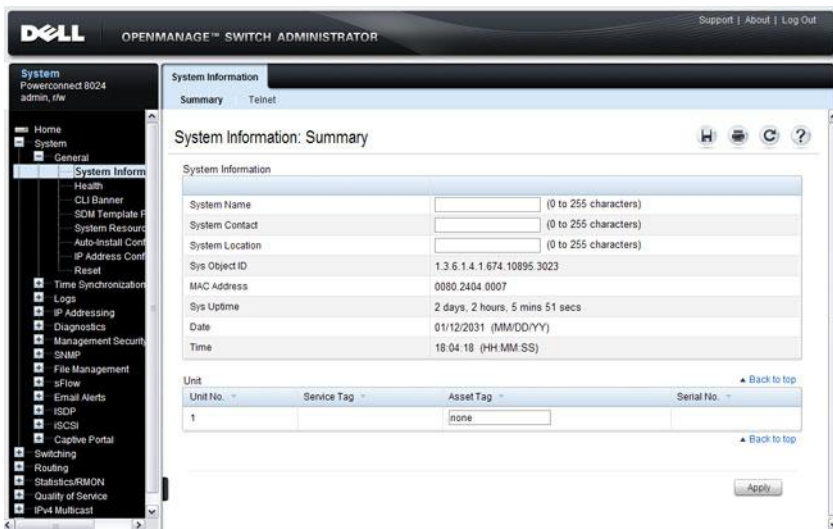 Support | About | Log Out
DELL
OPENMANAGE™ SWITCH ADMINISTRATOR
System
Powerconnect 8024
admin, r/w
Home
System
General
System Inform
Health
CLI Banner
SDM Template F
System Resourc
Auto-Install Conf
IP Address Conf
Reset
Time Synchronization
Logs
IP Addressing
Diagnostics
Management Security
SNMP
File Management
sFlow
Email Alerts
ISDP
iSCSI
Captive Portal
Switching
Routing
Statistics/RMON
Quality of Service
IPv4 Multicast
System Information
Summary Telnet
System Information: Summary
System Information
System Name (0 to 255 characters)
System Contact (0 to 255 characters)
System Location (0 to 255 characters)
Sys Object ID 1.3.6.1.4.1.674.10895.3023
MAC Address 0080.2404.0007
Sys Uptime 2 days, 2 hours, 5 mins 51 secs
Date 01/12/2031 (MM/DD/YY)
Time 18:04:18 (HH:MM:SS)
Back to top
Unit
Unit No. Service Tag Asset Tag Serial No.
1 none
Back to top
Apply